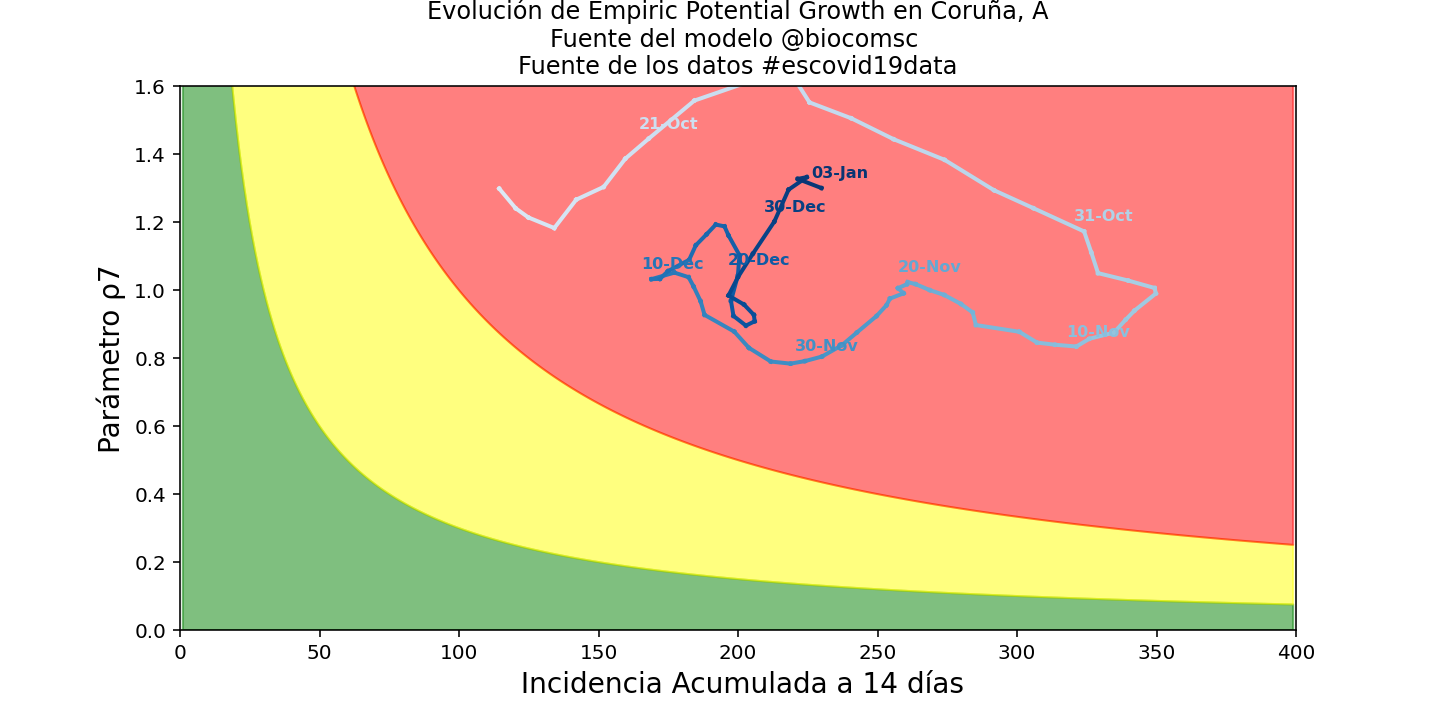 Evolución de Empiric Potential Growth en Coruña, A
Fuente del modelo @biocomsc
Fuente de los datos #escovid19data
1.6
1.4
1.2
1.0
0.8
0.6
0.4
0.2
0.0
Parámetro ρ7
21-Oct
03-Jan
30-Dec
31-Oct
10-Dec
20-Dec
20-Nov
10-Nov
30-Nov
0 50 100 150 200 250 300 350 400
Incidencia Acumulada a 14 días